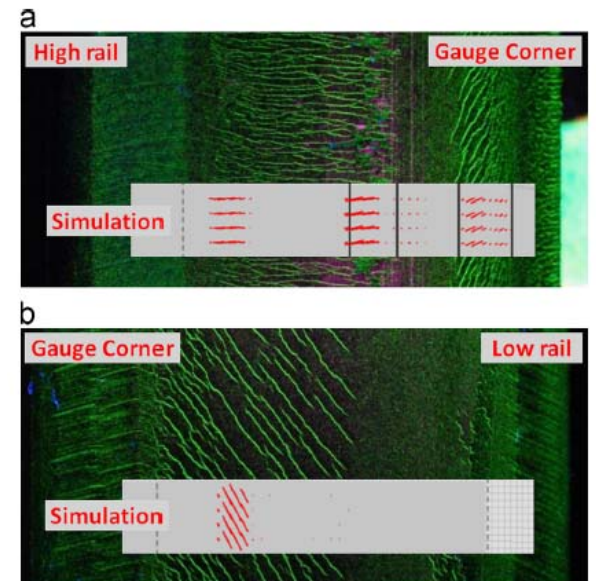 a
High rail
Gauge Corner
Simulation
b
Gauge Corner
Low rail
Simulation